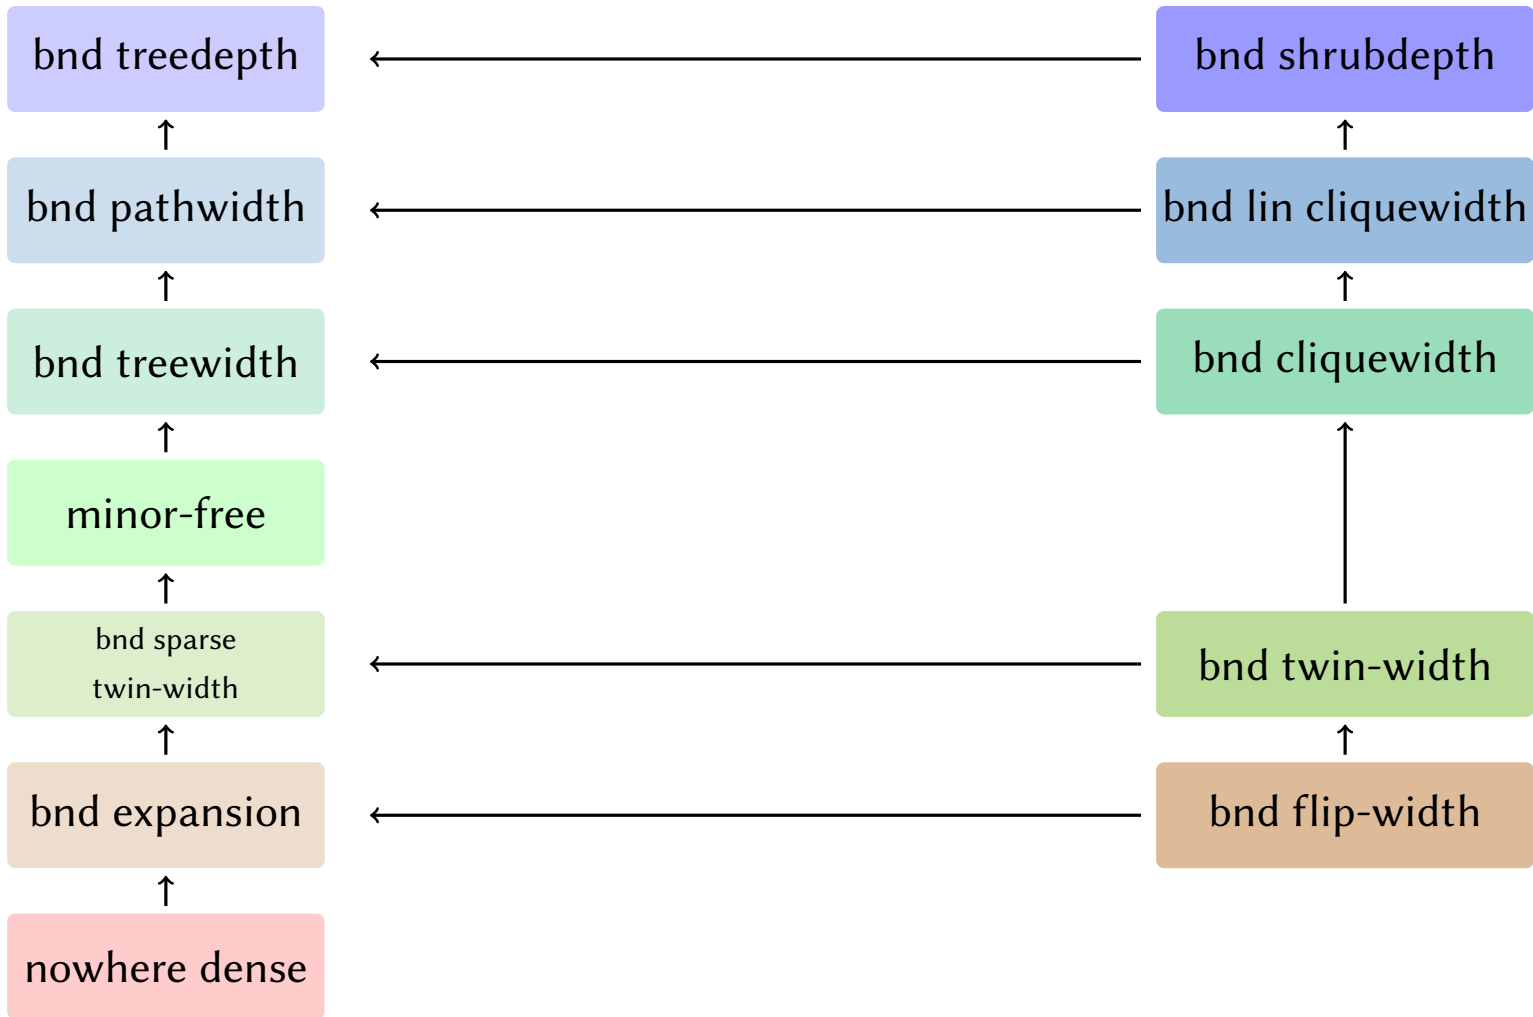 bnd treedepth
bnd shrubdepth
bnd pathwidth
bnd lin cliquewidth
bnd treewidth
bnd cliquewidth
minor-free
bnd sparse
twin-width
bnd twin-width
bnd expansion
bnd flip-width
nowhere dense